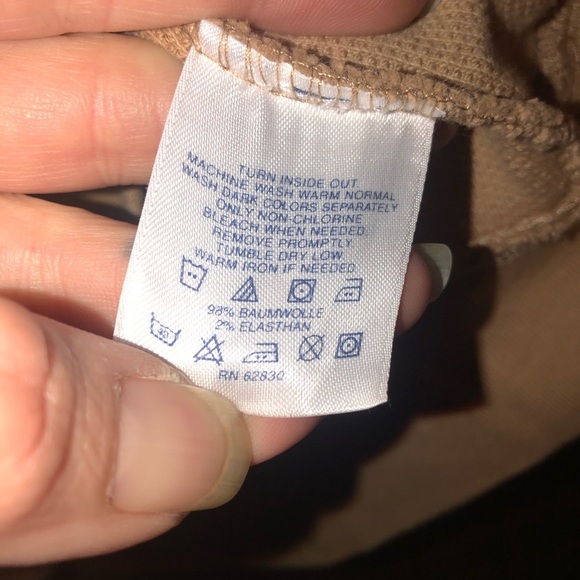 TURN INSIDE OUT
MACHINE WASH WARM NORMAL
WASH DARK COLORS SEPARATELY
ONLY NON-CHLORINE
BLEACH WHEN NEEDED
REMOVE PROMPTLY
TUMBLE DRY LOW
WARM IRON IF NEEDED
98% BAUMWOLLE
2% ELASTHAN
RN 62830